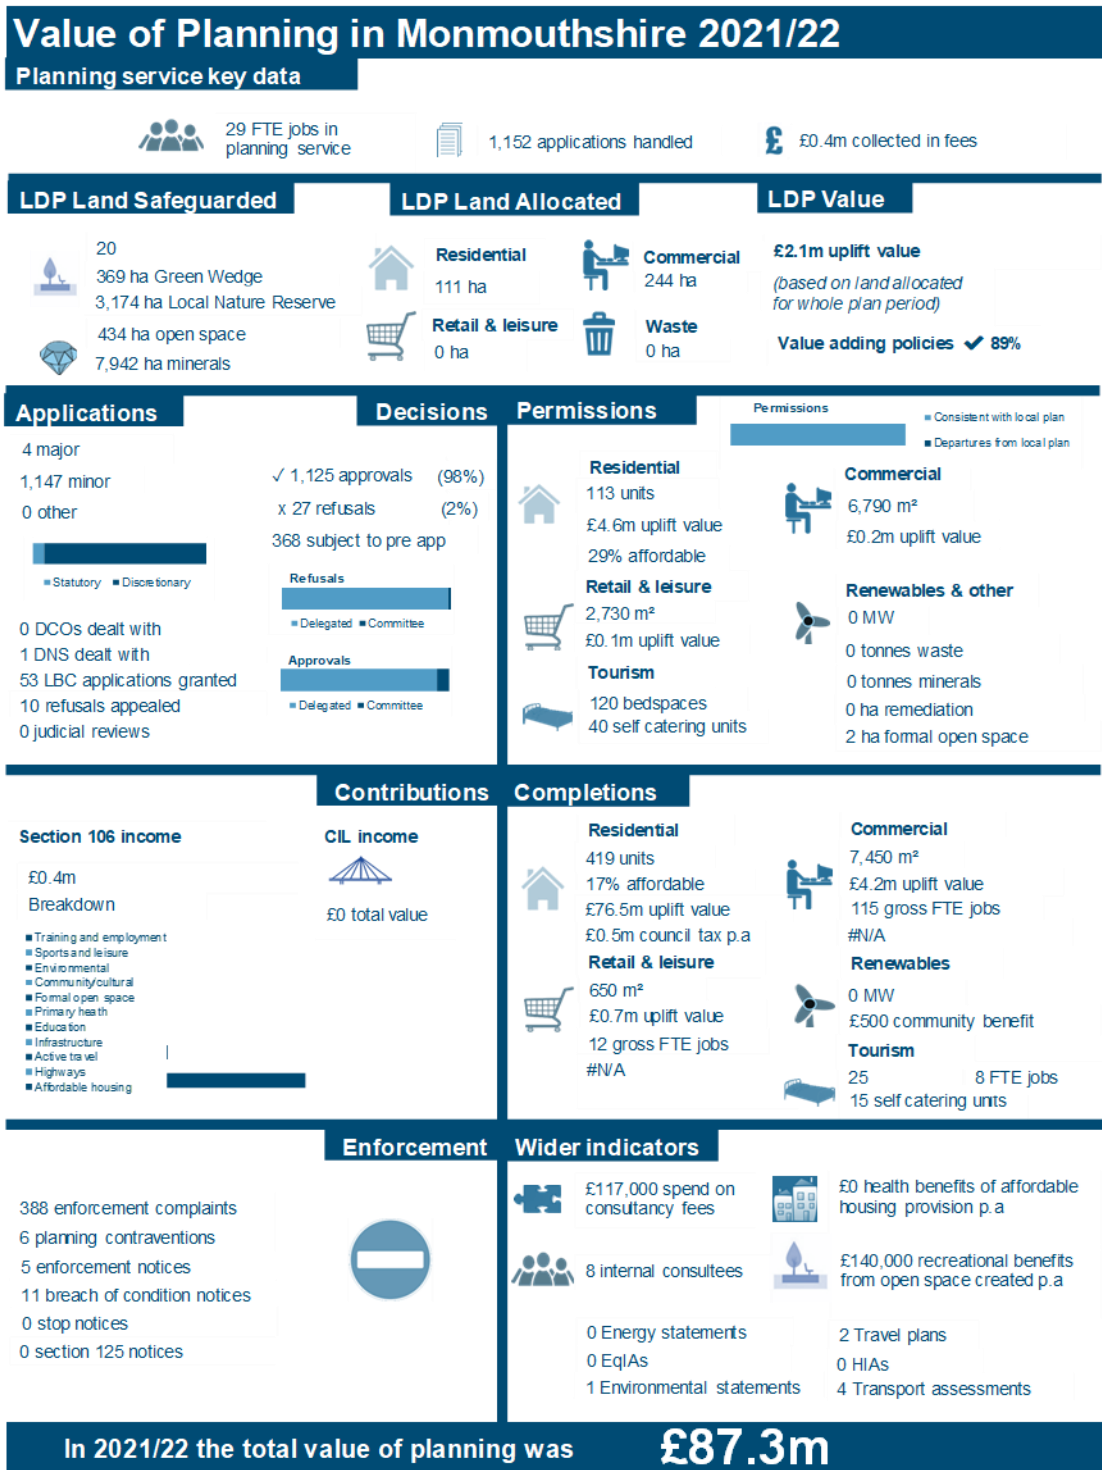 Value of Planning in Monmouthshire 2021/22
Planning service key data
29 FTE jobs in
planning service
1,152 applications handled
£0.4m collected in fees
LDP Land Safeguarded
20
369 ha Green Wedge
3,174 ha Local Nature Reserve
434 ha open space
7,942 ha minerals
LDP Land Allocated
Residential
111 ha
Commercial
244 ha
Retail & leisure
0 ha
Waste
0 ha
LDP Value
£2.1m uplift value
(based on land allocated
for whole plan period)
Value adding policies ✔ 89%
Applications
4 major
1,147 minor
0 other
Statutory Discretionary
0 DCOs dealt with
1 DNS dealt with
53 LBC applications granted
10 refusals appealed
0 judicial reviews
Decisions
✓ 1,125 approvals (98%)
x 27 refusals (2%)
368 subject to pre app
Refusals
Delegated Committee
Approvals
Delegated Committee
Permissions
Permissions
Consistent with local plan
Departures from local plan
Residential
113 units
£4.6m uplift value
29% affordable
Retail & leisure
2,730 m²
£0.1m uplift value
Tourism
120 bedspaces
40 self catering units
Commercial
6,790 m²
£0.2m uplift value
Renewables & other
0 MW
0 tonnes waste
0 tonnes minerals
0 ha remediation
2 ha formal open space
Contributions
Section 106 income
£0.4m
Breakdown
Training and employment
Sports and leisure
Environmental
Community/cultural
Formal open space
Primary heath
Education
Infrastructure
Active travel
Highways
Affordable housing
CIL income
£0 total value
Completions
Residential
419 units
17% affordable
£76.5m uplift value
£0.5m council tax p.a
Retail & leisure
650 m²
£0.7m uplift value
12 gross FTE jobs
#N/A
Commercial
7,450 m²
£4.2m uplift value
115 gross FTE jobs
#N/A
Renewables
0 MW
£500 community benefit
Tourism
25 8 FTE jobs
15 self catering units
Enforcement
388 enforcement complaints
6 planning contraventions
5 enforcement notices
11 breach of condition notices
0 stop notices
0 section 125 notices
Wider indicators
£117,000 spend on
consultancy fees
£0 health benefits of affordable
housing provision p.a
8 internal consultees
£140,000 recreational benefits
from open space created p.a
0 Energy statements
0 EqIAs
1 Environmental statements
2 Travel plans
0 HIAs
4 Transport assessments
In 2021/22 the total value of planning was £87.3m